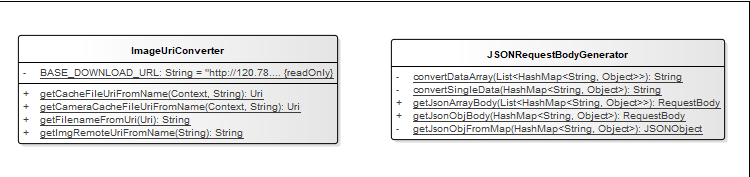 ImageUriConverter
- BASE_DOWNLOAD_URL: String = "http://120.78.... {readOnly}
+ getCacheFileUriFromName(Context, String): Uri
+ getCameraCacheFileUriFromName(Context, String): Uri
+ getFilenameFromUri(Uri): String
+ getImgRemoteUriFromName(String): String
JSONRequestBodyGenerator
- convertDataArray(List<HashMap<String, Object>>): String
- convertSingleData(HashMap<String, Object>): String
+ getJsonArrayBody(List<HashMap<String, Object>>): RequestBody
+ getJsonObjBody(HashMap<String, Object>): RequestBody
- getJsonObjFromMap(HashMap<String, Object>): JSONObject